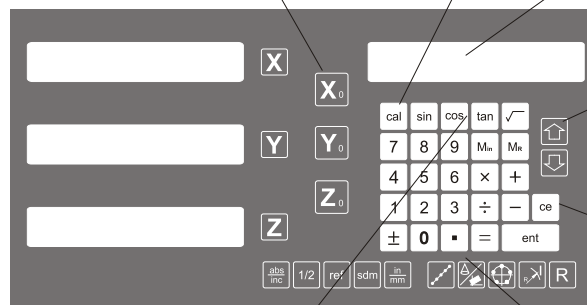 X
X₀
cal sin cos tan √
Y
Y₀
7 8 9 Min MR
4 5 6 × +
Z₀
1 2 3 ÷ − ce
Z
± 0 . = ent
abs/inc 1/2 ref sdm in/mm R R